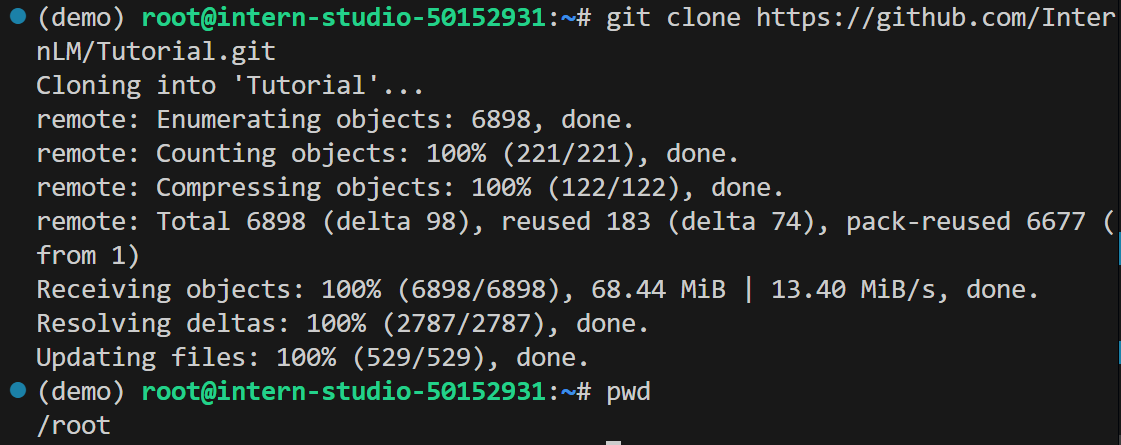 (demo) root@intern-studio-50152931:~# git clone https://github.com/Inter
nLM/Tutorial.git
Cloning into 'Tutorial'...
remote: Enumerating objects: 6898, done.
remote: Counting objects: 100% (221/221), done.
remote: Compressing objects: 100% (122/122), done.
remote: Total 6898 (delta 98), reused 183 (delta 74), pack-reused 6677 (
from 1)
Receiving objects: 100% (6898/6898), 68.44 MiB | 13.40 MiB/s, done.
Resolving deltas: 100% (2787/2787), done.
Updating files: 100% (529/529), done.
(demo) root@intern-studio-50152931:~# pwd
/root